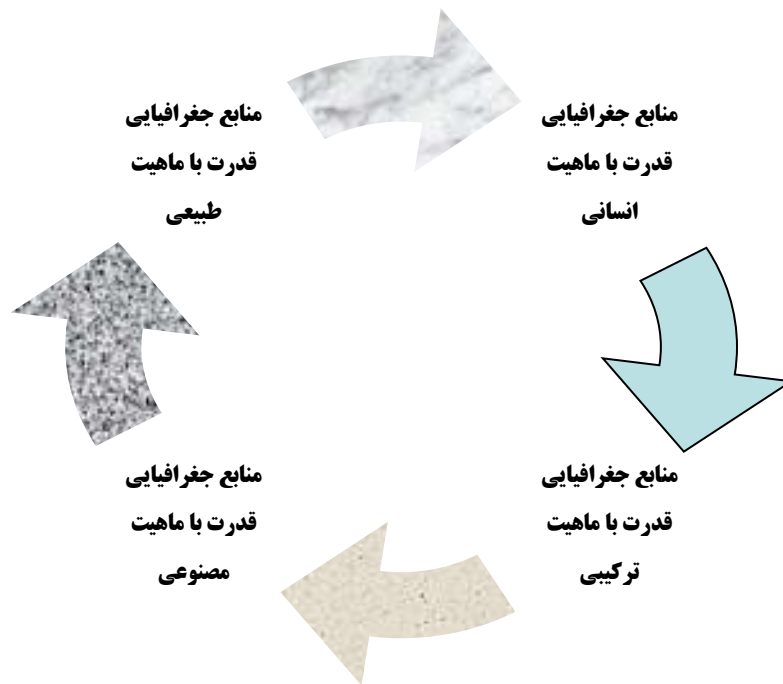 منابع جغرافیایی
قدرت با ماهیت
انسانی
منابع جغرافیایی
قدرت با ماهیت
طبیعی
منابع جغرافیایی
قدرت با ماهیت
ترکیبی
منابع جغرافیایی
قدرت با ماهیت
مصنوعی